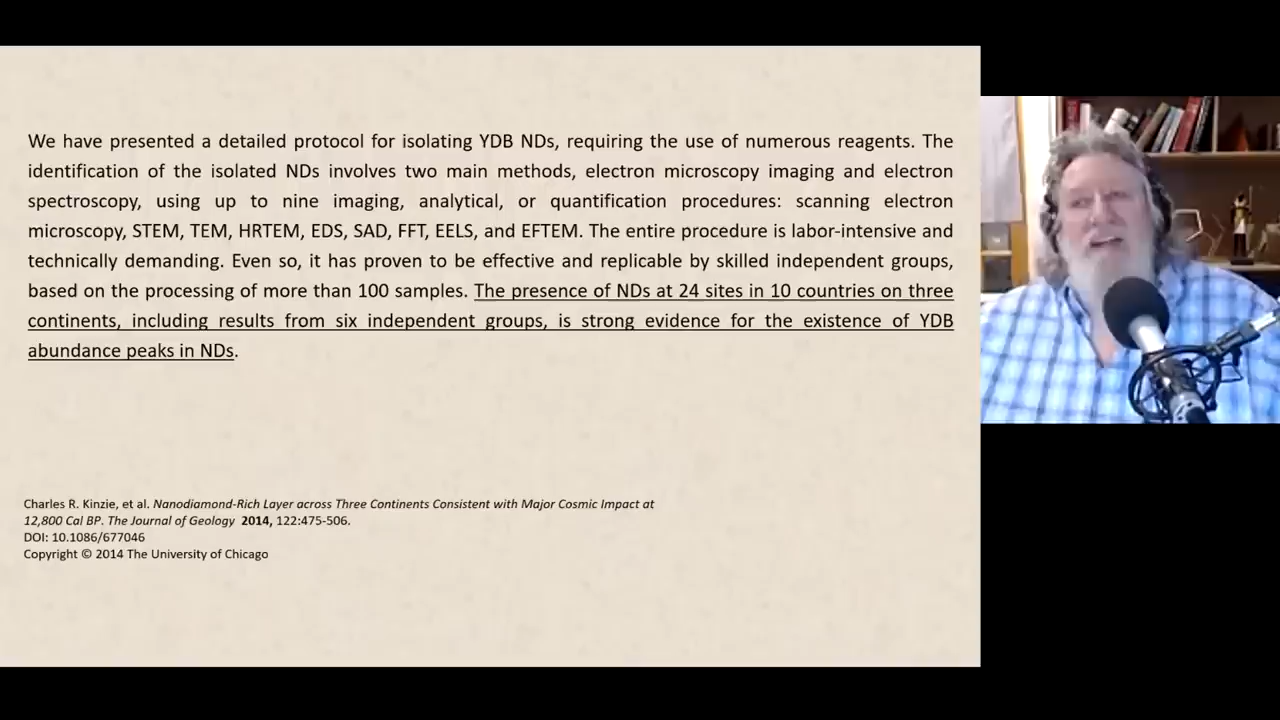 We have presented a detailed protocol for isolating YDB NDs, requiring the use of numerous reagents. The
identification of the isolated NDs involves two main methods, electron microscopy imaging and electron
spectroscopy, using up to nine imaging, analytical, or quantification procedures: scanning electron
microscopy, STEM, TEM, HRTEM, EDS, SAD, FFT, EELS, and EFTEM. The entire procedure is labor-intensive and
technically demanding. Even so, it has proven to be effective and replicable by skilled independent groups,
based on the processing of more than 100 samples. The presence of NDs at 24 sites in 10 countries on three
continents, including results from six independent groups, is strong evidence for the existence of YDB
abundance peaks in NDs.
Charles R. Kinzie, et al. Nanodiamond-Rich Layer across Three Continents Consistent with Major Cosmic Impact at
12,800 Cal BP. The Journal of Geology 2014, 122:475-506.
DOI: 10.1086/677046
Copyright © 2014 The University of Chicago